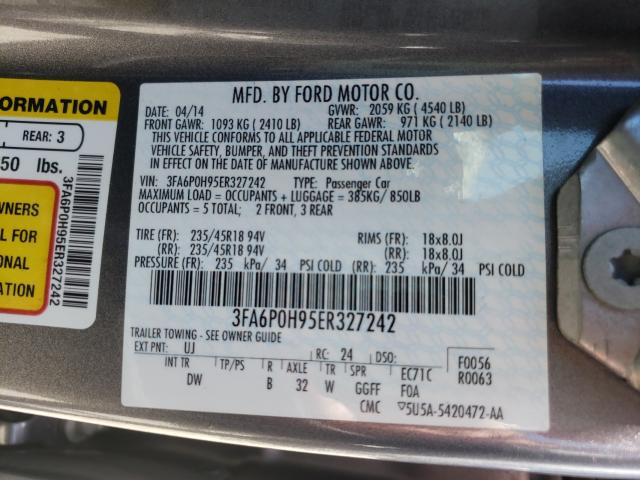 ORMATION
REAR: 3
50 lbs.
WNERS
L FOR
ONAL
ATION
3FA6P0H95ER327242
MFD. BY FORD MOTOR CO.
DATE: 04/14 GVWR: 2059 KG ( 4540 LB)
FRONT GAWR: 1093 KG ( 2410 LB) REAR GAWR: 971 KG ( 2140 LB)
THIS VEHICLE CONFORMS TO ALL APPLICABLE FEDERAL MOTOR
VEHICLE SAFETY, BUMPER, AND THEFT PREVENTION STANDARDS
IN EFFECT ON THE DATE OF MANUFACTURE SHOWN ABOVE.
VIN: 3FA6P0H95ER327242 TYPE: Passenger Car
MAXIMUM LOAD = OCCUPANTS + LUGGAGE = 385KG/ 850LB
OCCUPANTS = 5 TOTAL; 2 FRONT, 3 REAR
TIRE (FR): 235/45R18 94V RIMS (FR): 18x8.0J
(RR): 235/45R18 94V (RR): 18x8.0J
PRESSURE (FR): 235 kPa/ 34 PSI COLD (RR): 235 kPa/ 34 PSI COLD
3FA6P0H95ER327242
TRAILER TOWING - SEE OWNER GUIDE
EXT PNT: UJ RC: 24 DSO: F0056
INT TR TP/PS R AXLE TR SPR EC71C R0063
DW B 32 W GGFF FOA
CMC ▽5U5A-5420472-AA